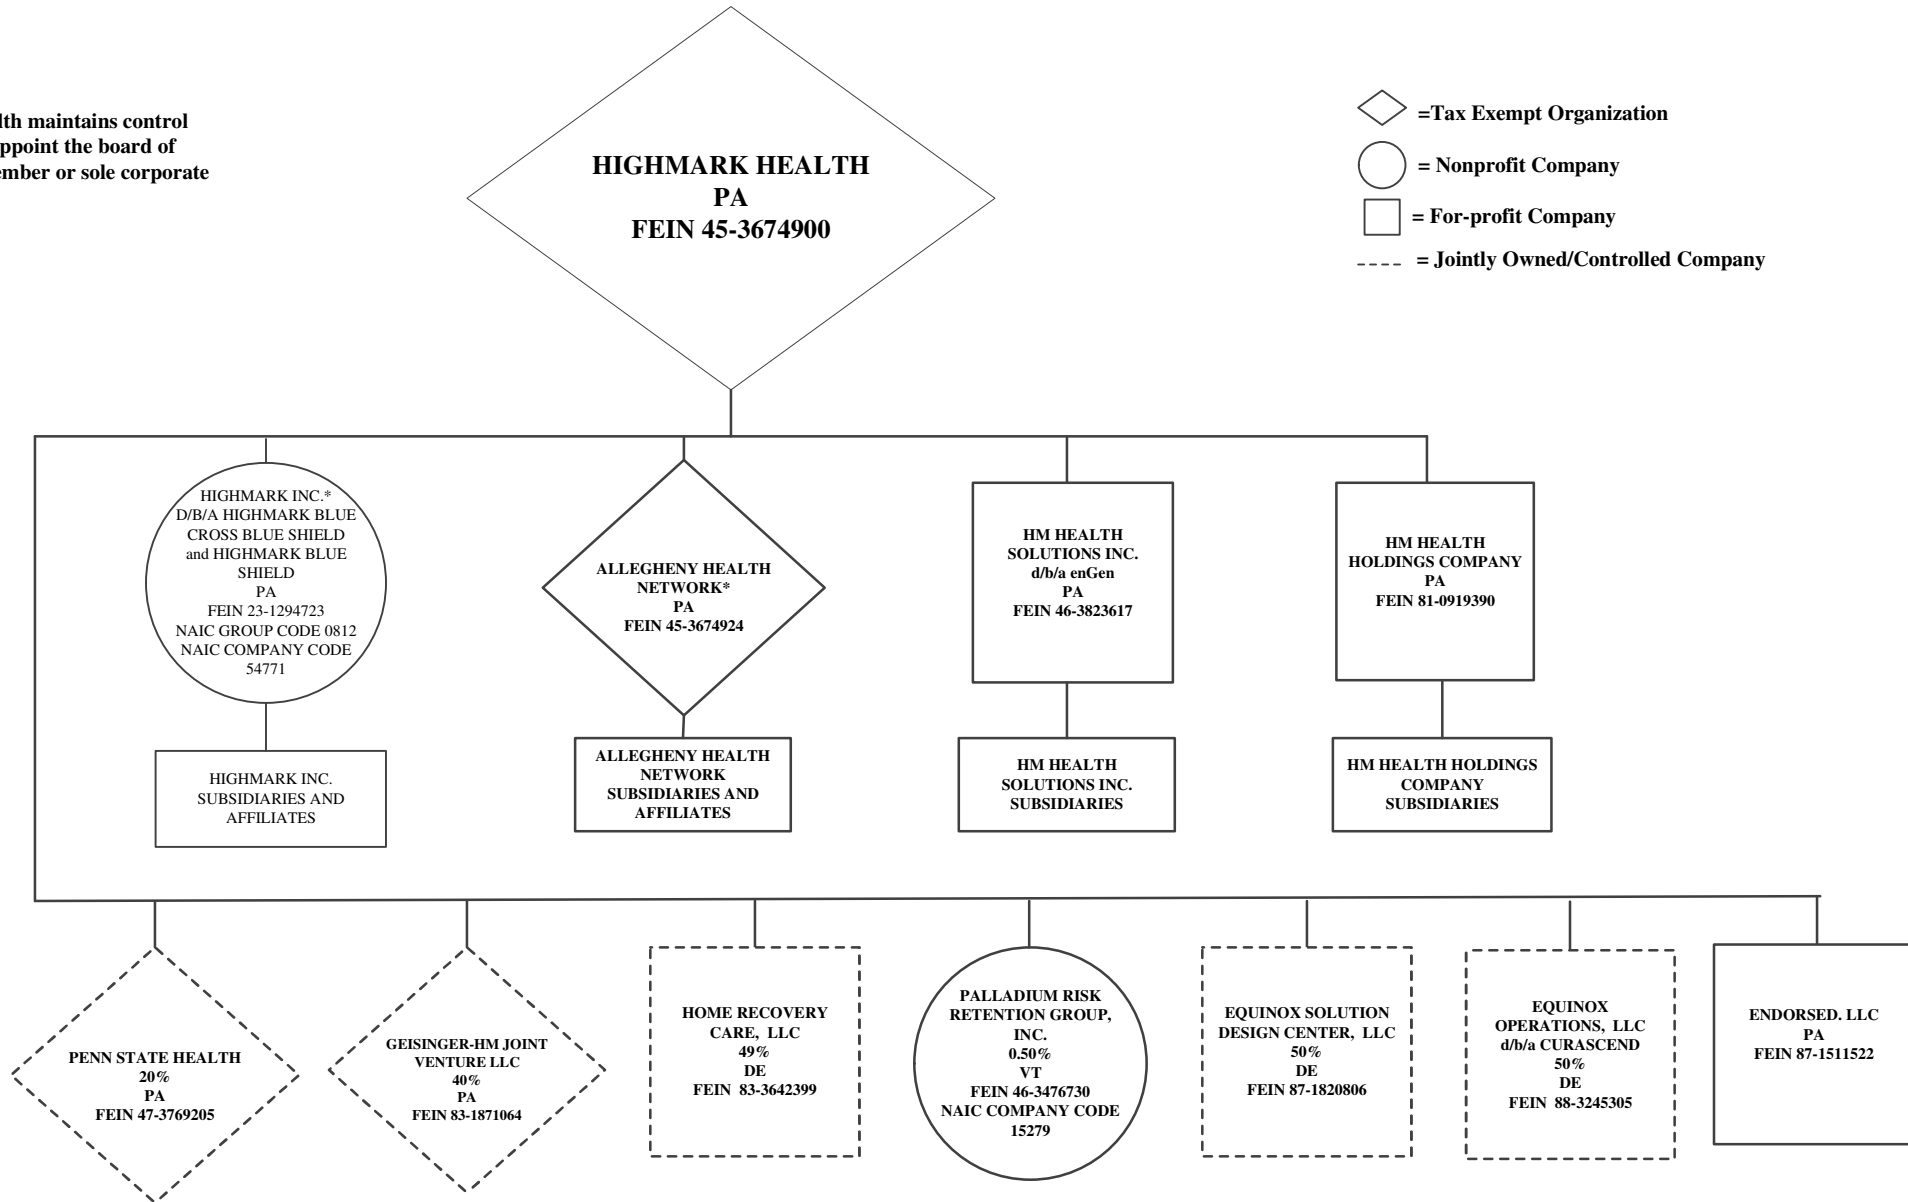 lth maintains control
ppoint the board of
ember or sole corporate
HIGHMARK HEALTH
PA
FEIN 45-3674900
=Tax Exempt Organization
= Nonprofit Company
= For-profit Company
= Jointly Owned/Controlled Company
HIGHMARK INC.*
D/B/A HIGHMARK BLUE
CROSS BLUE SHIELD
and HIGHMARK BLUE
SHIELD
PA
FEIN 23-1294723
NAIC GROUP CODE 0812
NAIC COMPANY CODE
54771
ALLEGHENY HEALTH
NETWORK*
PA
FEIN 45-3674924
HM HEALTH
SOLUTIONS INC.
d/b/a enGen
PA
FEIN 46-3823617
HM HEALTH
HOLDINGS COMPANY
PA
FEIN 81-0919390
HIGHMARK INC.
SUBSIDIARIES AND
AFFILIATES
ALLEGHENY HEALTH
NETWORK
SUBSIDIARIES AND
AFFILIATES
HM HEALTH
SOLUTIONS INC.
SUBSIDIARIES
HM HEALTH HOLDINGS
COMPANY
SUBSIDIARIES
PENN STATE HEALTH
20%
PA
FEIN 47-3769205
GEISINGER-HM JOINT
VENTURE LLC
40%
PA
FEIN 83-1871064
HOME RECOVERY
CARE, LLC
49%
DE
FEIN 83-3642399
PALLADIUM RISK
RETENTION GROUP,
INC.
0.50%
VT
FEIN 46-3476730
NAIC COMPANY CODE
15279
EQUINOX SOLUTION
DESIGN CENTER, LLC
50%
DE
FEIN 87-1820806
EQUINOX
OPERATIONS, LLC
d/b/a CURASCEND
50%
DE
FEIN 88-3245305
ENDORSED. LLC
PA
FEIN 87-1511522